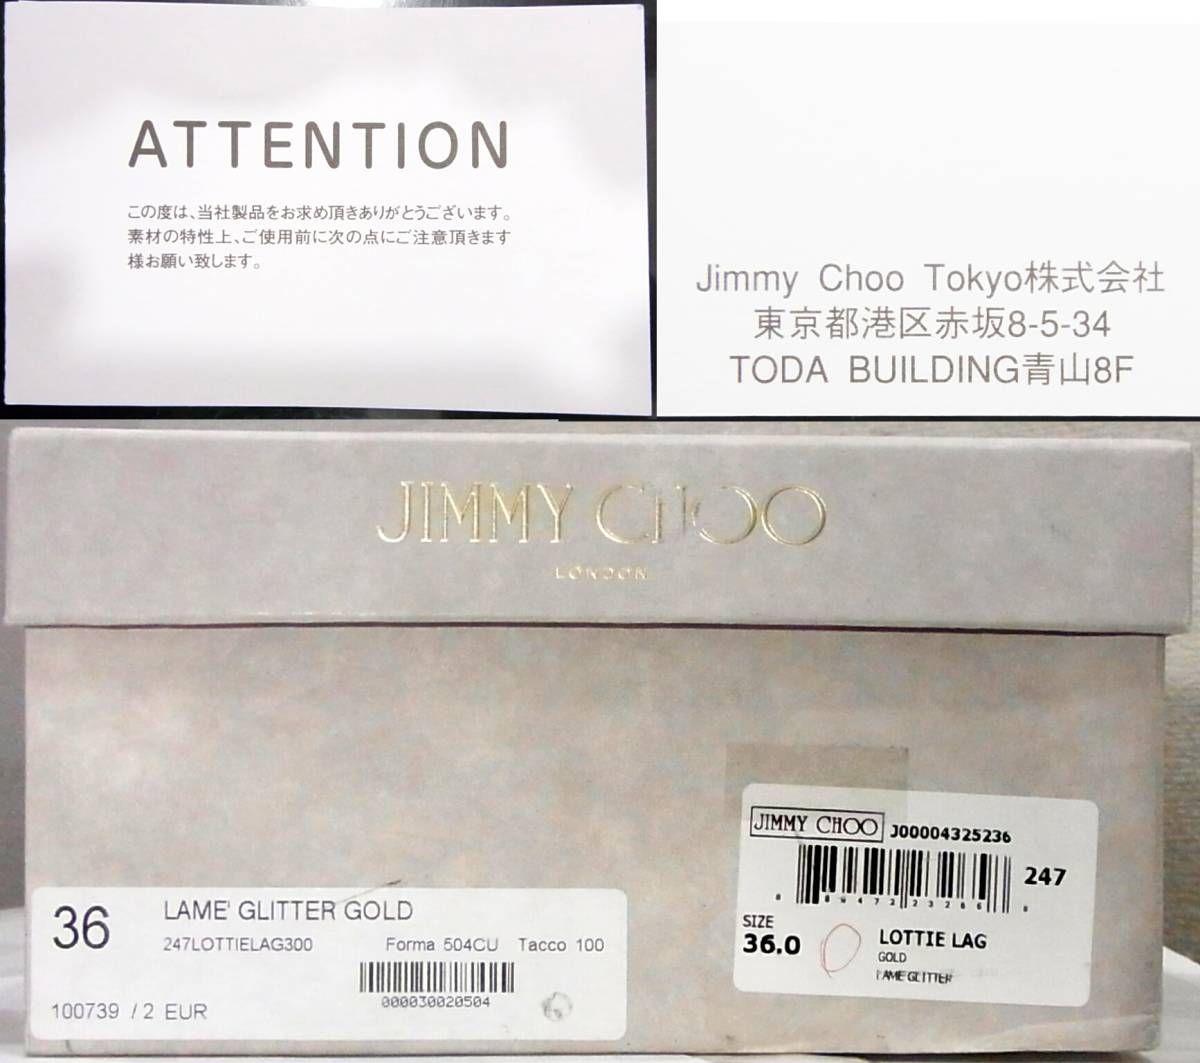 ATTENTION
この度は、当社製品をお求め頂きありがとうございます。
素材の特性上、ご使用前に次の点にご注意頂きます
様お願い致します。
Jimmy Choo Tokyo株式会社
東京都港区赤坂8-5-34
TODA BUILDING青山8F
JIMMY CHOO
LONDON
36
LAME' GLITTER GOLD
247LOTTIELAG300 Forma 504CU Tacco 100
000030020504
100739 / 2 EUR
JIMMY CHOO J00004325236
247
SIZE
36.0
LOTTIE LAG
GOLD
LAME GLITTER